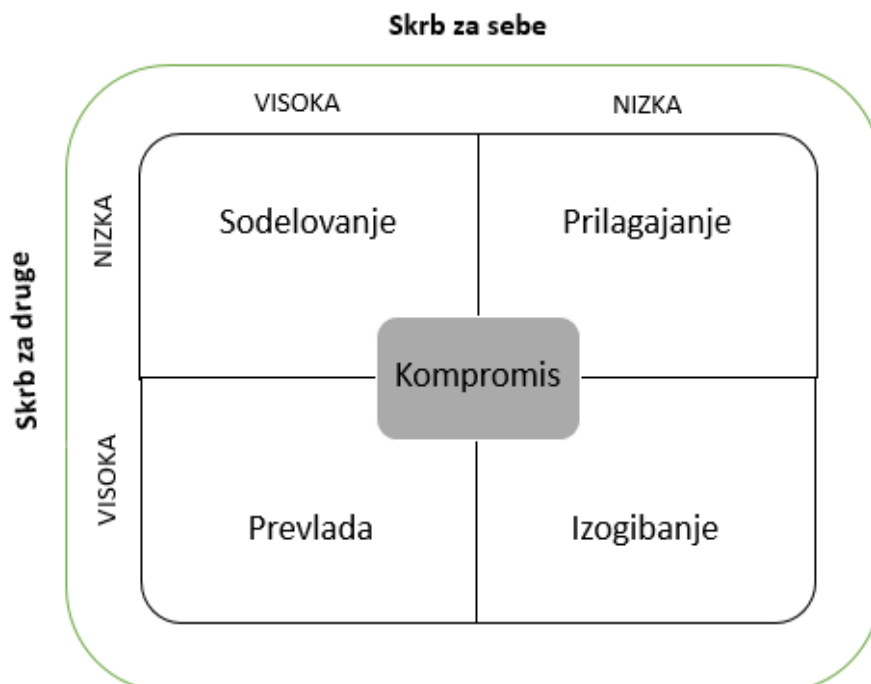 Skrb za sebe
VISOKA
NIZKA
Skrb za druge
NIZKA
Sodelovanje
Prilagajanje
Kompromis
VISOKA
Prevlada
Izogibanje